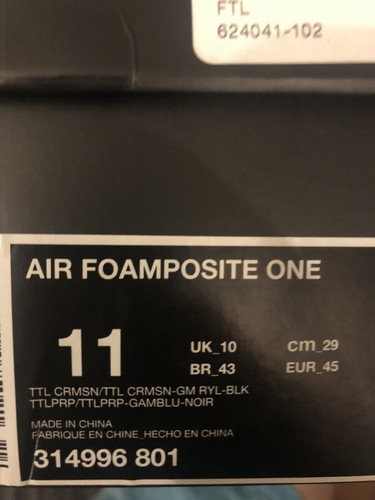 FTL
624041-102
AIR FOAMPOSITE ONE
11
UK_10
cm_29
BR_43
EUR_45
TTL CRMSN/TTL CRMSN-GM RYL-BLK
TTLPRP/TTLPRP-GAMBLU-NOIR
MADE IN CHINA
FABRIQUE EN CHINE_HECHO EN CHINA
314996 801